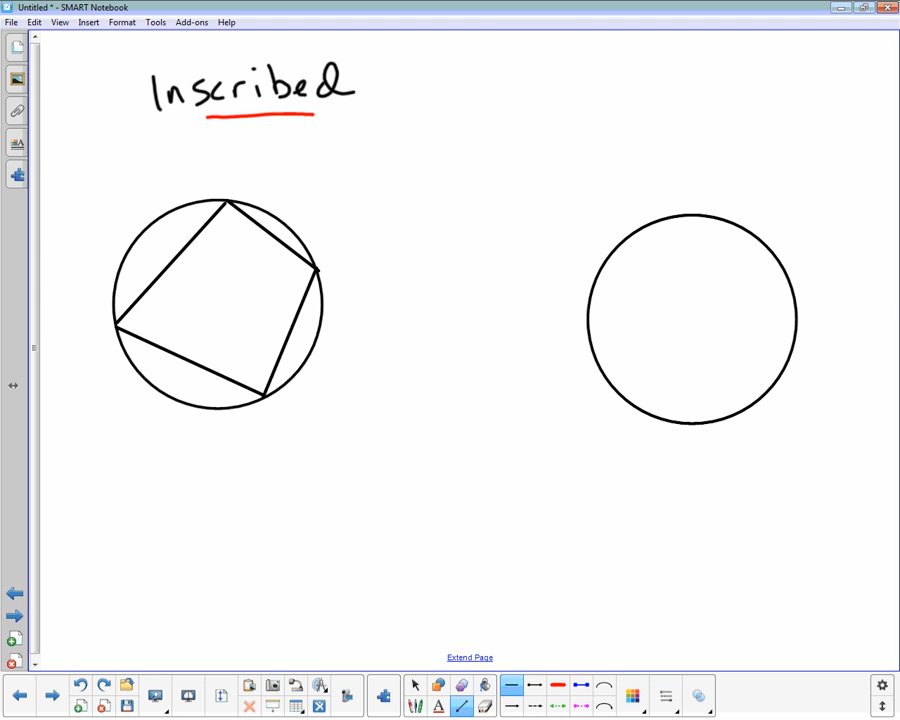 Untitled * - SMART Notebook
File Edit View Insert Format Tools Add-ons Help
Inscribed
Extend Page